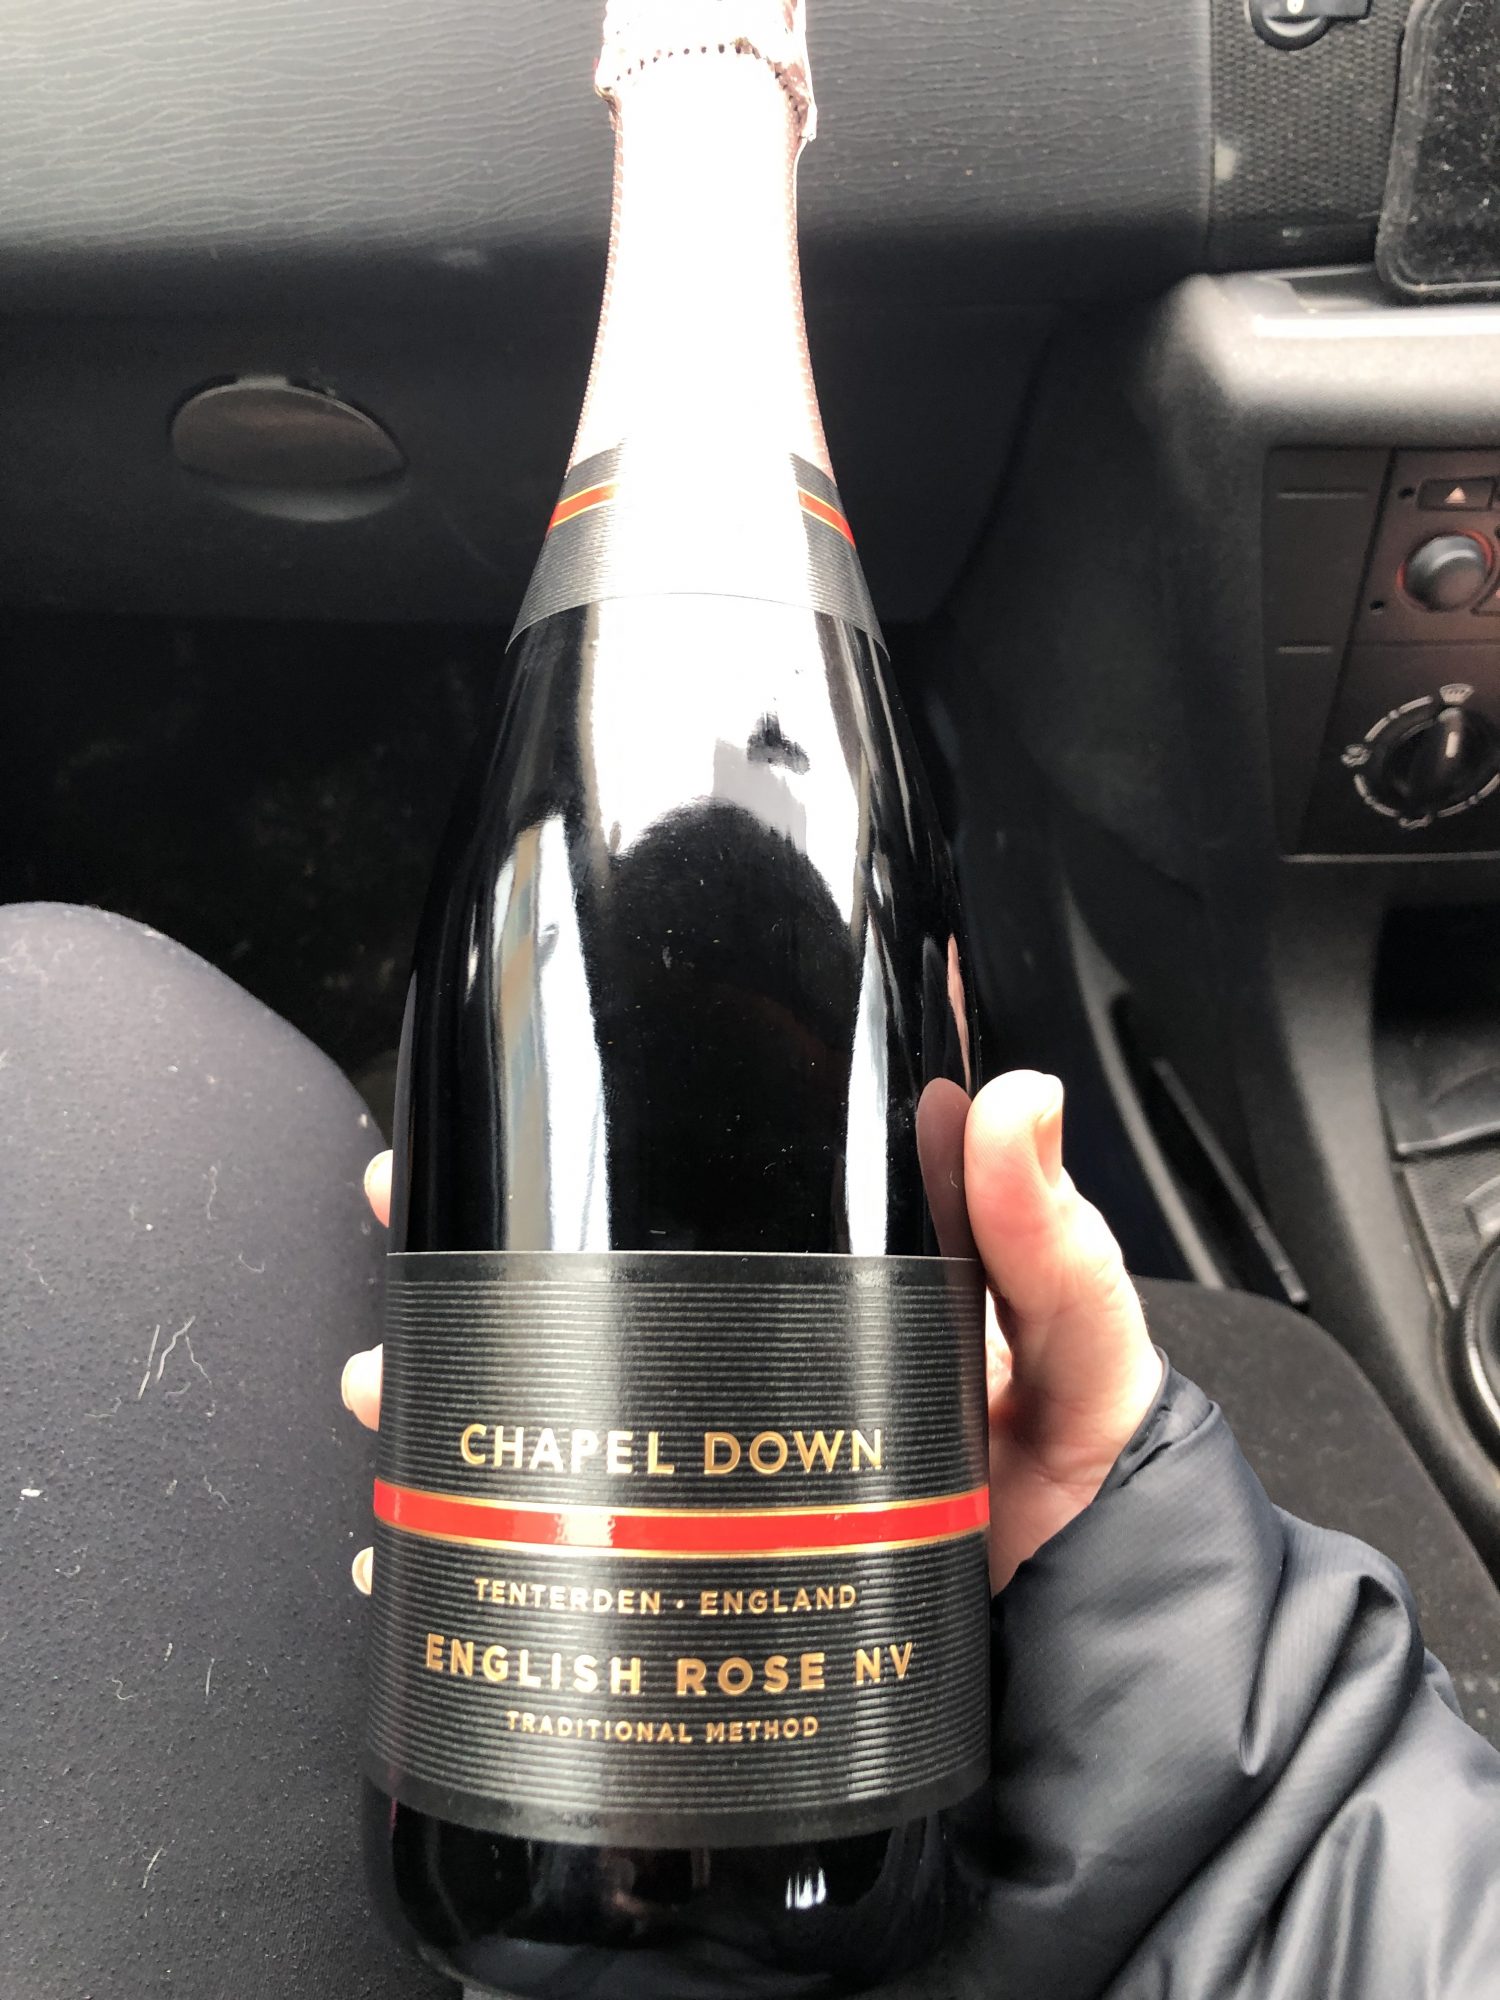 CHAPEL DOWN
TENTERDEN · ENGLAND
ENGLISH ROSE NV
TRADITIONAL METHOD